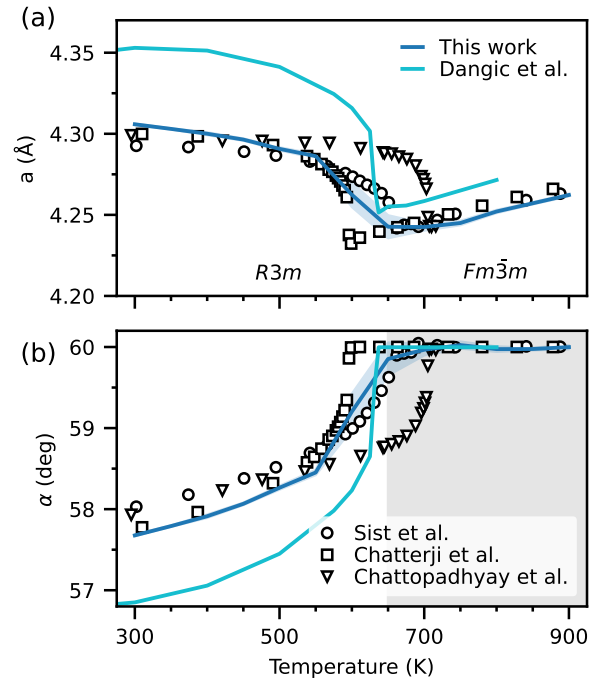 (a)
4.35
4.30
4.25
4.20
a (Å)
This work
Dangic et al.
R3m
Fm3̄m
(b)
60
59
58
57
α (deg)
Sist et al.
Chatterji et al.
Chattopadhyay et al.
300
500
700
900
Temperature (K)